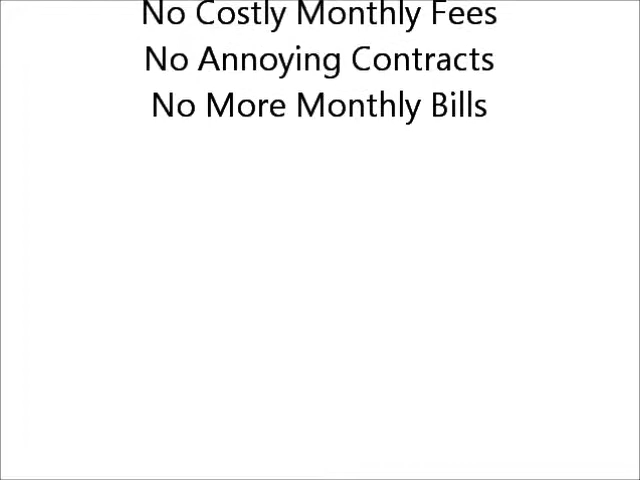 No Costly Monthly Fees
No Annoying Contracts
No More Monthly Bills